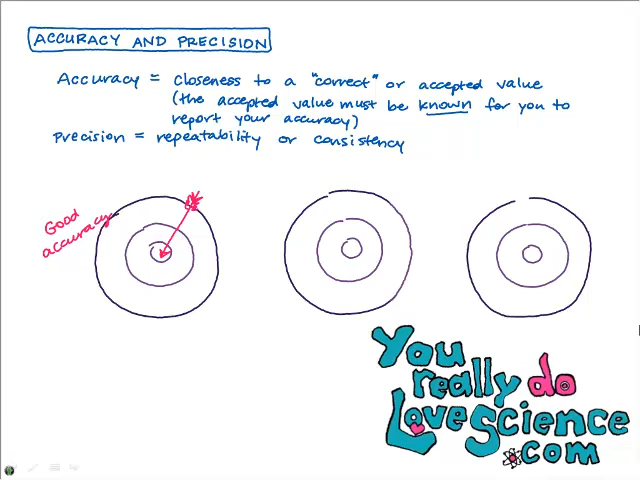 ACCURACY AND PRECISION
Accuracy = closeness to a "correct" or accepted value
(the accepted value must be known for you to
report your accuracy)
Precision = repeatability or consistency
Good
accuracy
You
really do
Love Science
.com